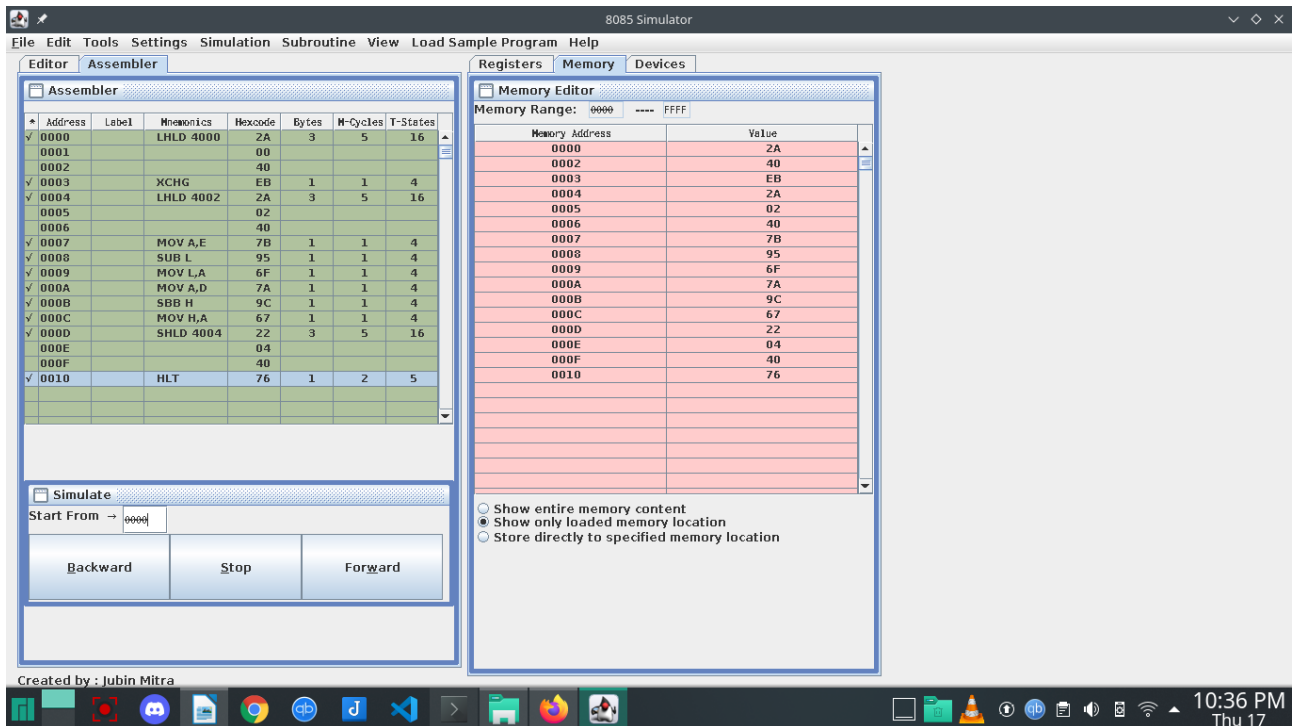 8085 Simulator
File Edit Tools Settings Simulation Subroutine View Load Sample Program Help
Editor Assembler
Assembler
* Address Label Mnemonics Hexcode Bytes M-Cycles T-States
√ 0000 LHLD 4000 2A 3 5 16
0001 00
0002 40
√ 0003 XCHG EB 1 1 4
√ 0004 LHLD 4002 2A 3 5 16
0005 02
0006 40
√ 0007 MOV A,E 7B 1 1 4
√ 0008 SUB L 95 1 1 4
√ 0009 MOV L,A 6F 1 1 4
√ 000A MOV A,D 7A 1 1 4
√ 000B SBB H 9C 1 1 4
√ 000C MOV H,A 67 1 1 4
√ 000D SHLD 4004 22 3 5 16
000E 04
000F 40
√ 0010 HLT 76 1 2 5
Simulate
Start From → 0000
Backward Stop Forward
Registers Memory Devices
Memory Editor
Memory Range: 0000 ---- FFFF
Memory Address Value
0000 2A
0002 40
0003 EB
0004 2A
0005 02
0006 40
0007 7B
0008 95
0009 6F
000A 7A
000B 9C
000C 67
000D 22
000E 04
000F 40
0010 76
Show entire memory content
Show only loaded memory location
Store directly to specified memory location
Created by : Jubin Mitra
qb J > qb
10:36 PM
Thu 17